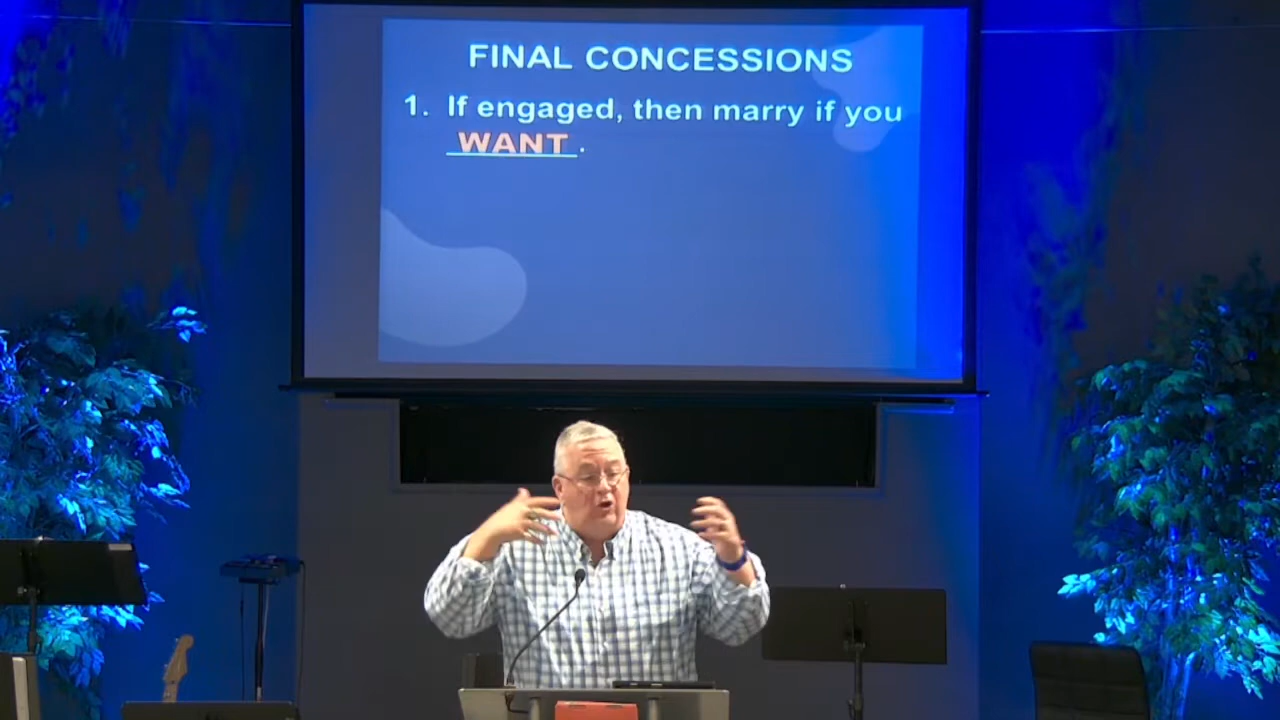 FINAL CONCESSIONS
1. If engaged, then marry if you
WANT.